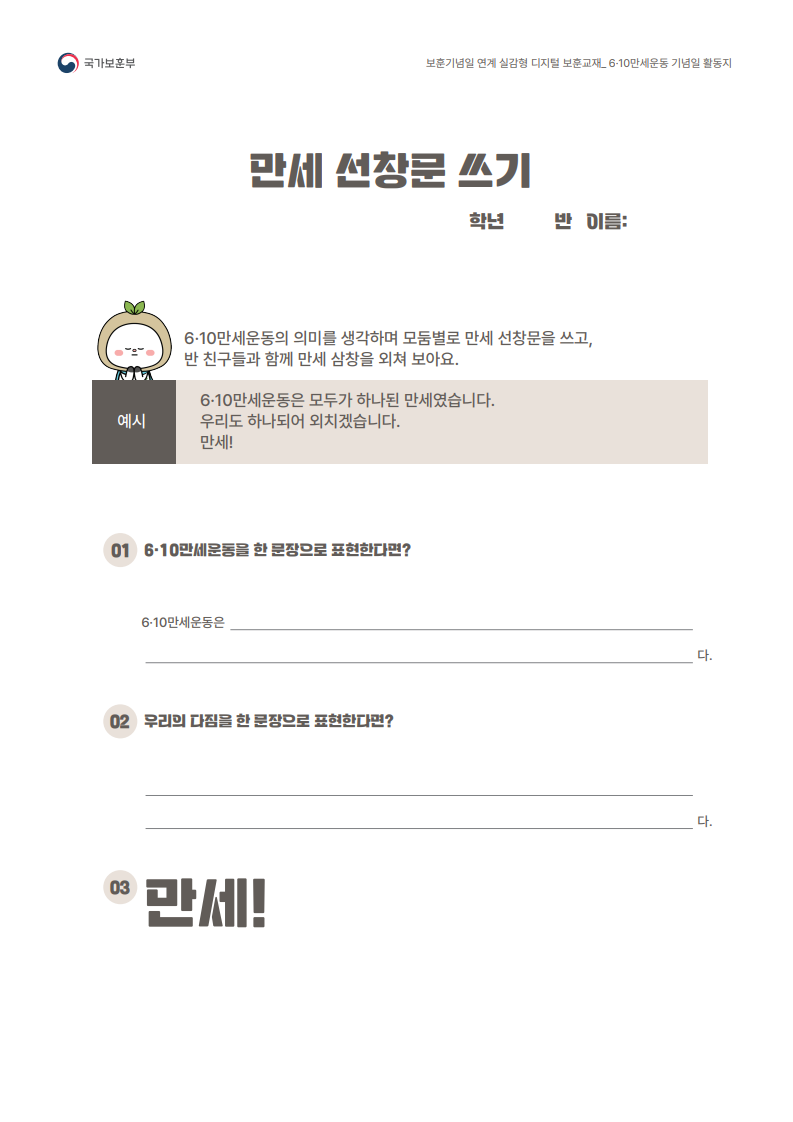 국가보훈부
보훈기념일 연계 실감형 디지털 보훈교재_ 6·10만세운동 기념일 활동지
만세 선창문 쓰기
학년 반 이름:
6·10만세운동의 의미를 생각하며 모둠별로 만세 선창문을 쓰고,
반 친구들과 함께 만세 삼창을 외쳐 보아요.
예시
6·10만세운동은 모두가 하나된 만세였습니다.
우리도 하나되어 외치겠습니다.
만세!
01 6·10만세운동을 한 문장으로 표현한다면?
6·10만세운동은
다.
02 우리의 다짐을 한 문장으로 표현한다면?
다.
03 만세!